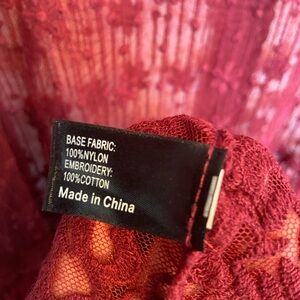 BASE FABRIC:
100%NYLON
EMBROIDERY:
100%COTTON
Made in China